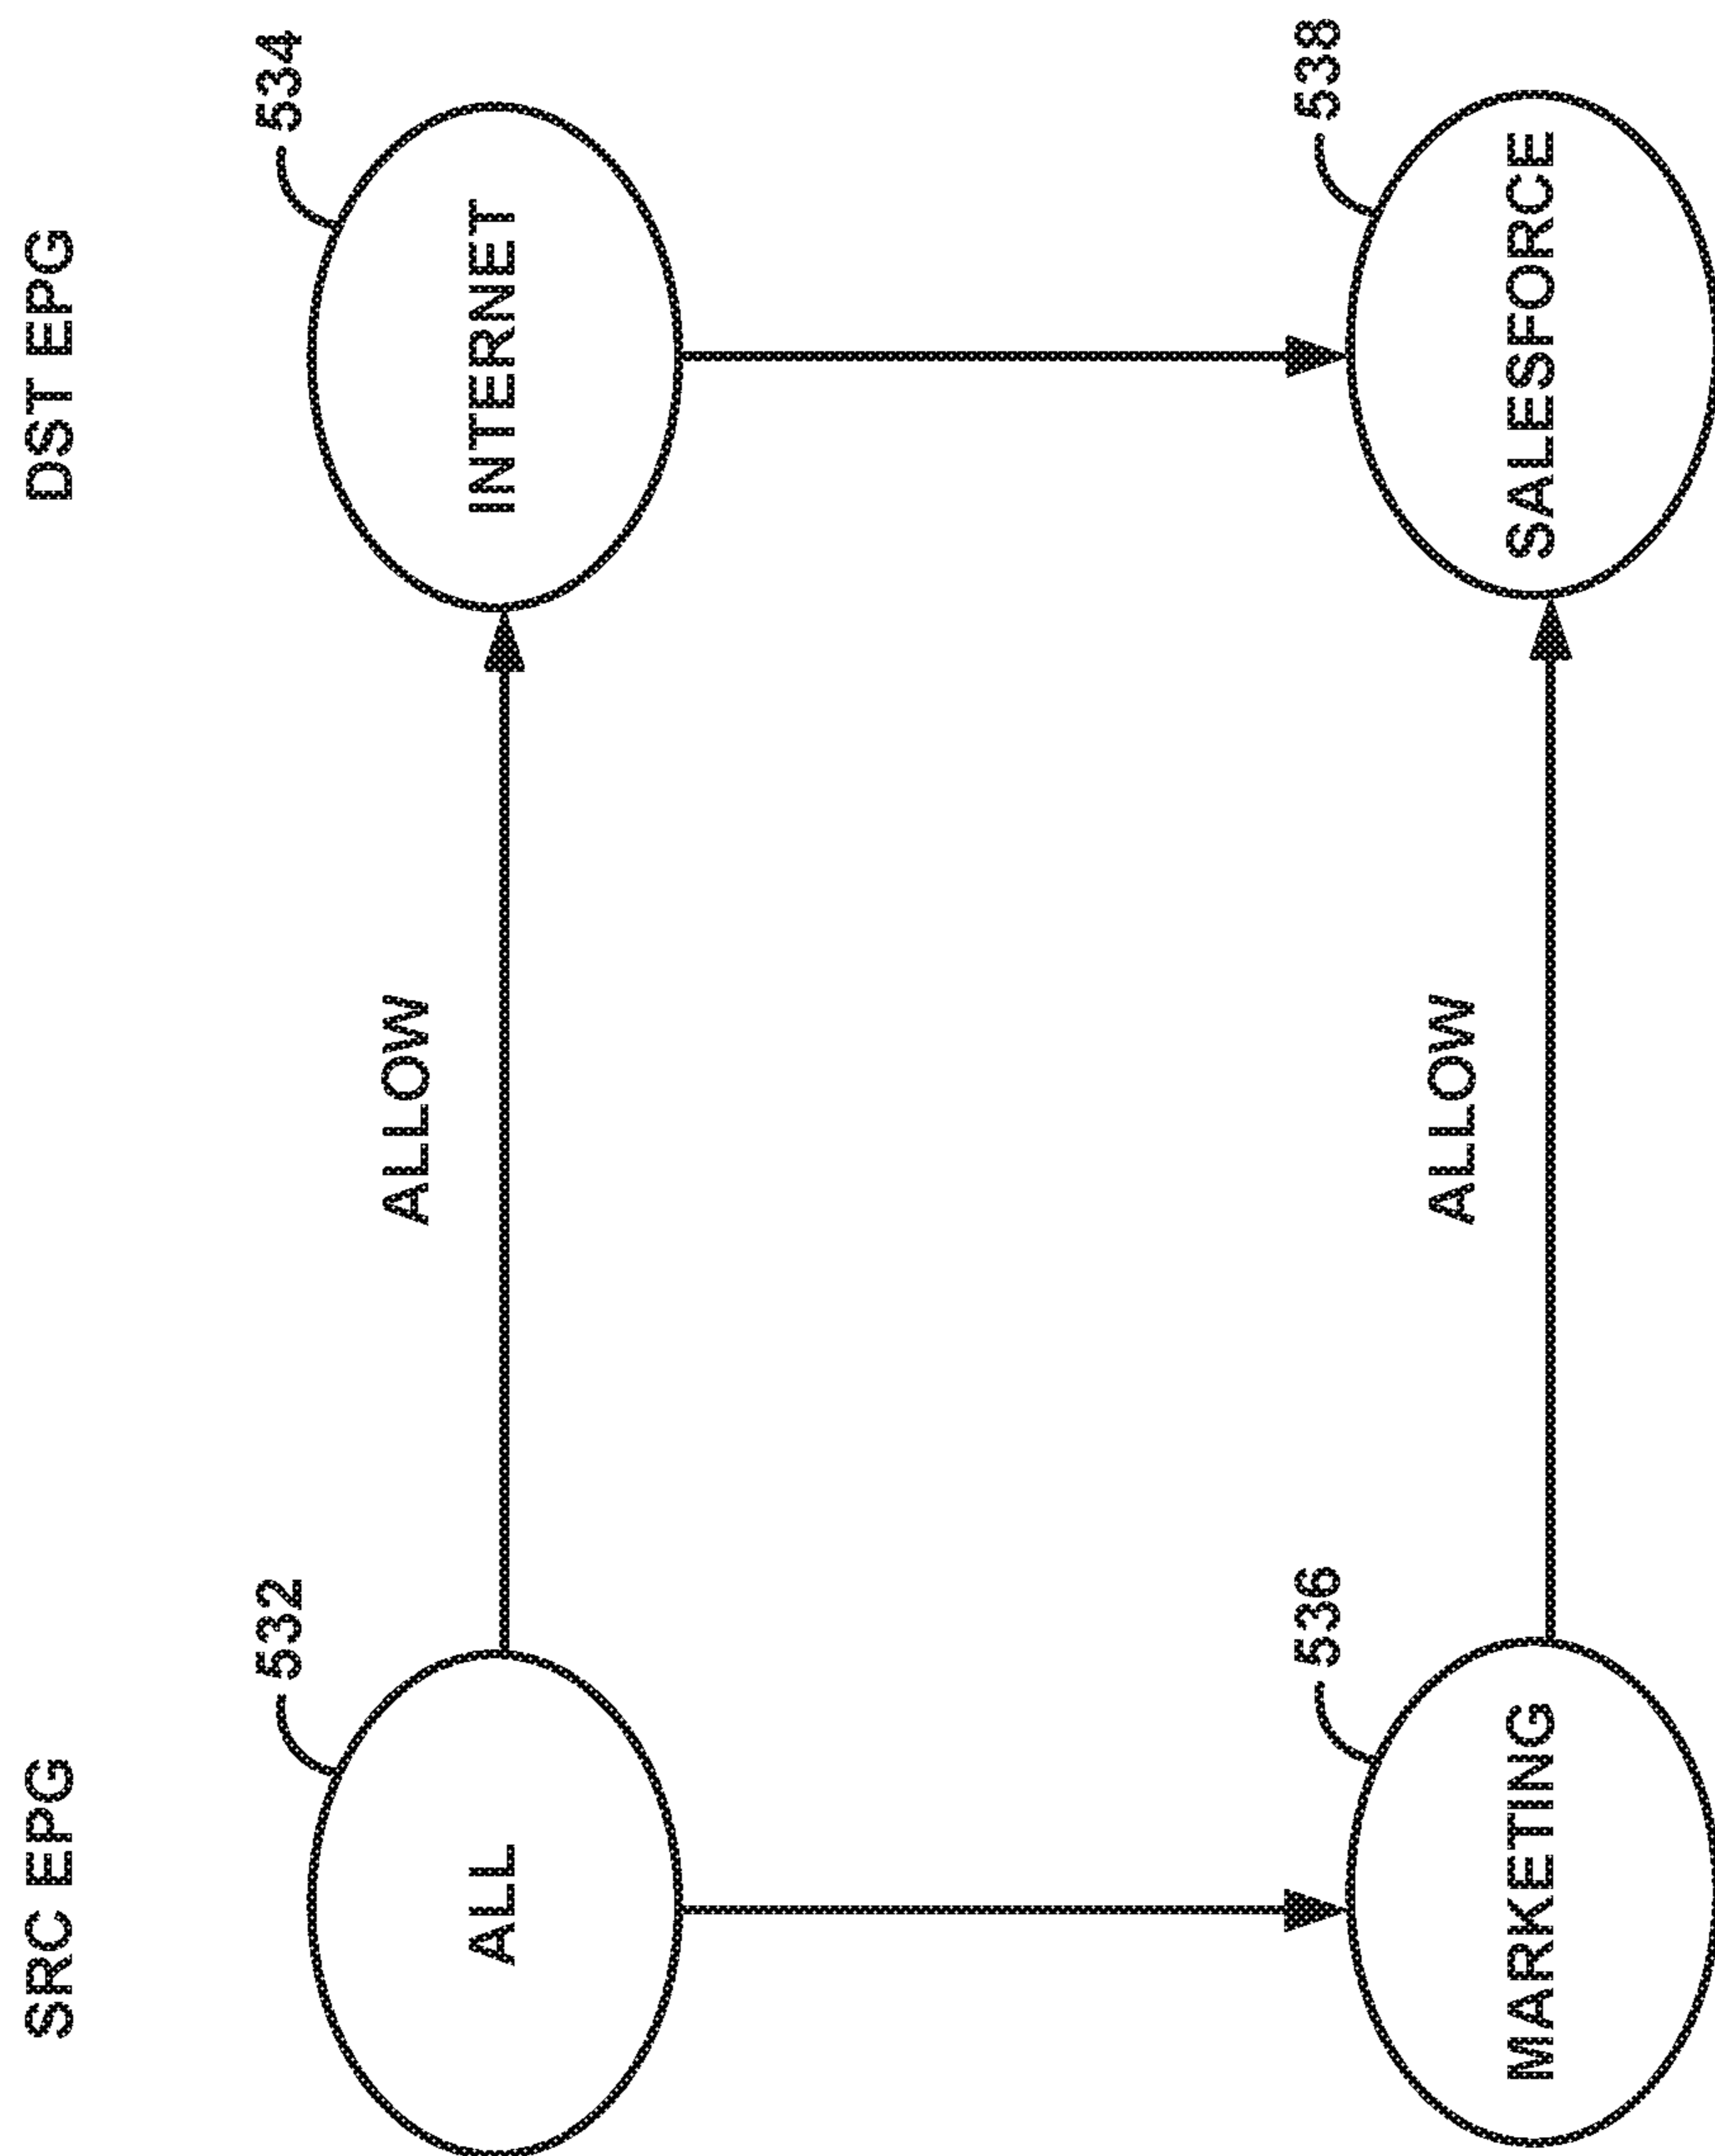 SRC EPG
DST EPG
532
534
ALL
ALLOW
INTERNET
536
538
MARKETING
ALLOW
SALESFORCE